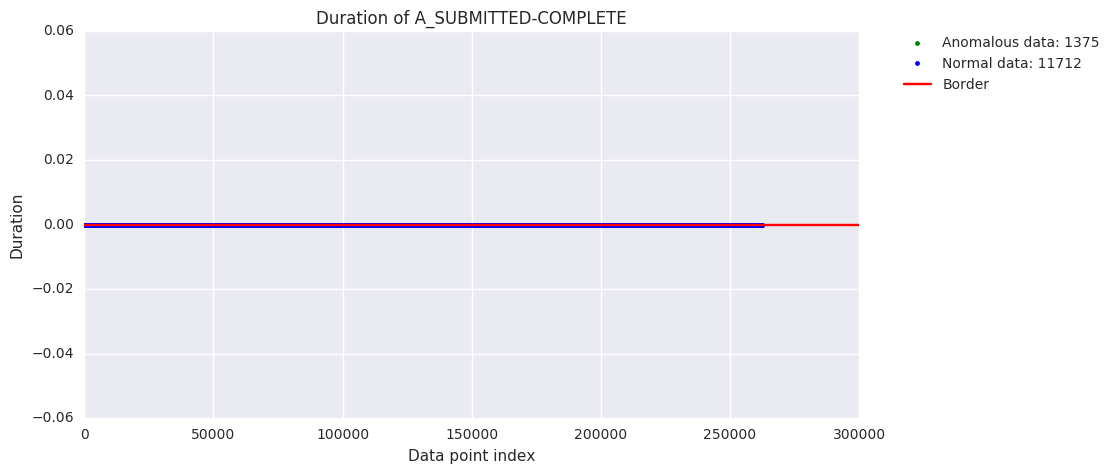 Duration of A_SUBMITTED-COMPLETE
Anomalous data: 1375
Normal data: 11712
Border
0.06
0.04
0.02
0.00
−0.02
−0.04
−0.06
Duration
0 50000 100000 150000 200000 250000 300000
Data point index